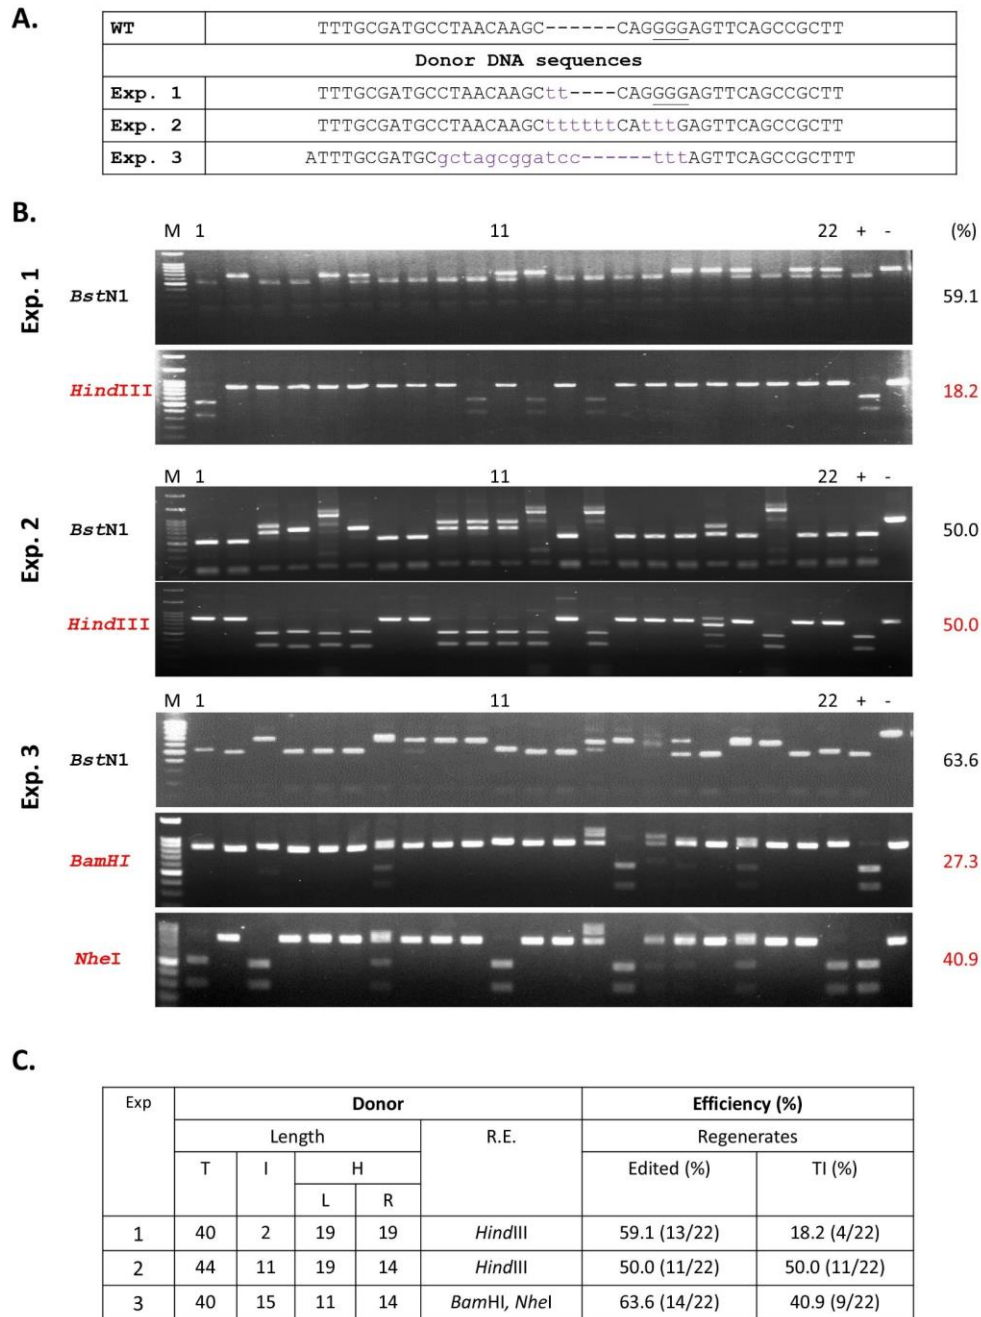 A.
WT TTTGCGATGCCTAACAAGC------CAGGGGAGTTCAGCCGCTT
Donor DNA sequences
Exp. 1 TTTGCGATGCCTAACAAGCtt----CAGGGGAGTTCAGCCGCTT
Exp. 2 TTTGCGATGCCTAACAAGCttttttCAtttGAGTTCAGCCGCTT
Exp. 3 ATTTGCGATGCgctagcggatcc------tttAGTTCAGCCGCTTT
B.
M 1 11 22 + - (%)
Exp. 1
BstN1 59.1
HindIII 18.2
M 1 11 22 + -
Exp. 2
BstN1 50.0
HindIII 50.0
M 1 11 22 + -
Exp. 3
BstN1 63.6
BamHI 27.3
NheI 40.9
C.
Exp Donor Efficiency (%)
Length R.E. Regenerates
T I H Edited (%) TI (%)
L R
1 40 2 19 19 HindIII 59.1 (13/22) 18.2 (4/22)
2 44 11 19 14 HindIII 50.0 (11/22) 50.0 (11/22)
3 40 15 11 14 BamHI, NheI 63.6 (14/22) 40.9 (9/22)